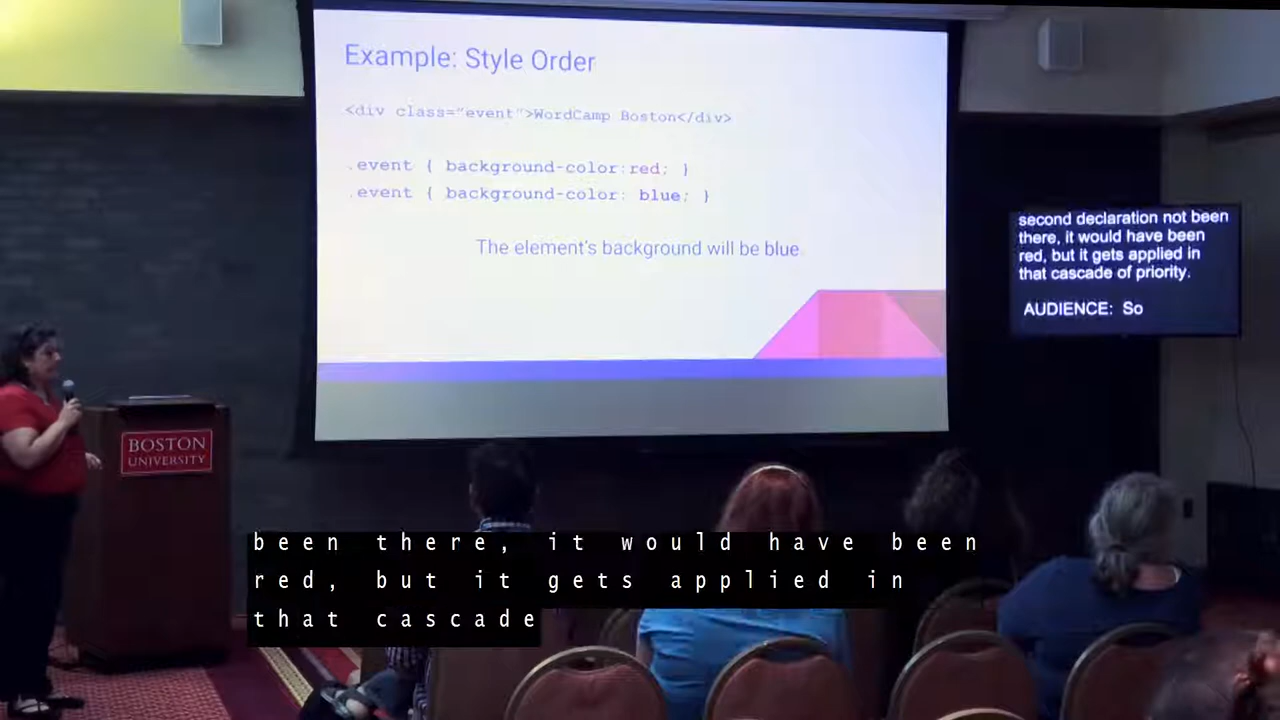 Example: Style Order
<div class="event">WordCamp Boston</div>
.event { background-color:red; }
.event { background-color: blue; }
The element's background will be blue
second declaration not been
there, it would have been
red, but it gets applied in
that cascade of priority.
AUDIENCE: So
BOSTON
UNIVERSITY
been there, it would have been
red, but it gets applied in
that cascade